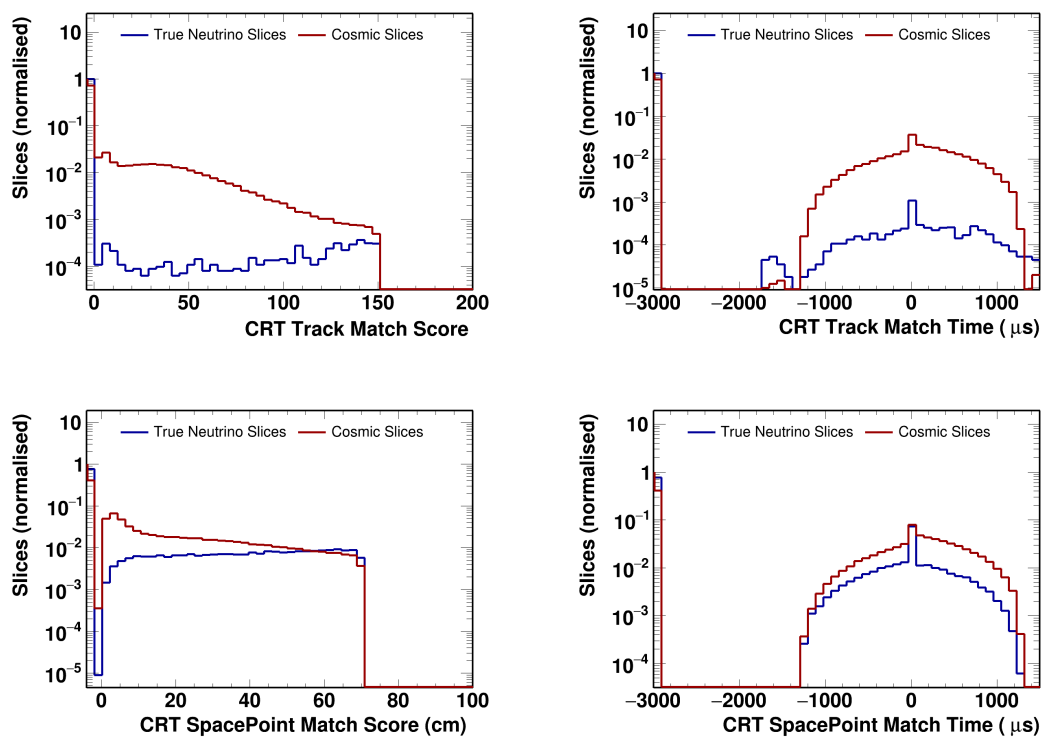 Slices (normalised)
True Neutrino Slices
Cosmic Slices
10
1
10⁻¹
10⁻²
10⁻³
10⁻⁴
0 50 100 150 200
CRT Track Match Score
Slices (normalised)
True Neutrino Slices
Cosmic Slices
10
1
10⁻¹
10⁻²
10⁻³
10⁻⁴
10⁻⁵
−3000 −2000 −1000 0 1000
CRT Track Match Time ( μs)
Slices (normalised)
True Neutrino Slices
Cosmic Slices
10
1
10⁻¹
10⁻²
10⁻³
10⁻⁴
10⁻⁵
0 20 40 60 80 100
CRT SpacePoint Match Score (cm)
Slices (normalised)
True Neutrino Slices
Cosmic Slices
10
1
10⁻¹
10⁻²
10⁻³
10⁻⁴
−3000 −2000 −1000 0 1000
CRT SpacePoint Match Time ( μs)